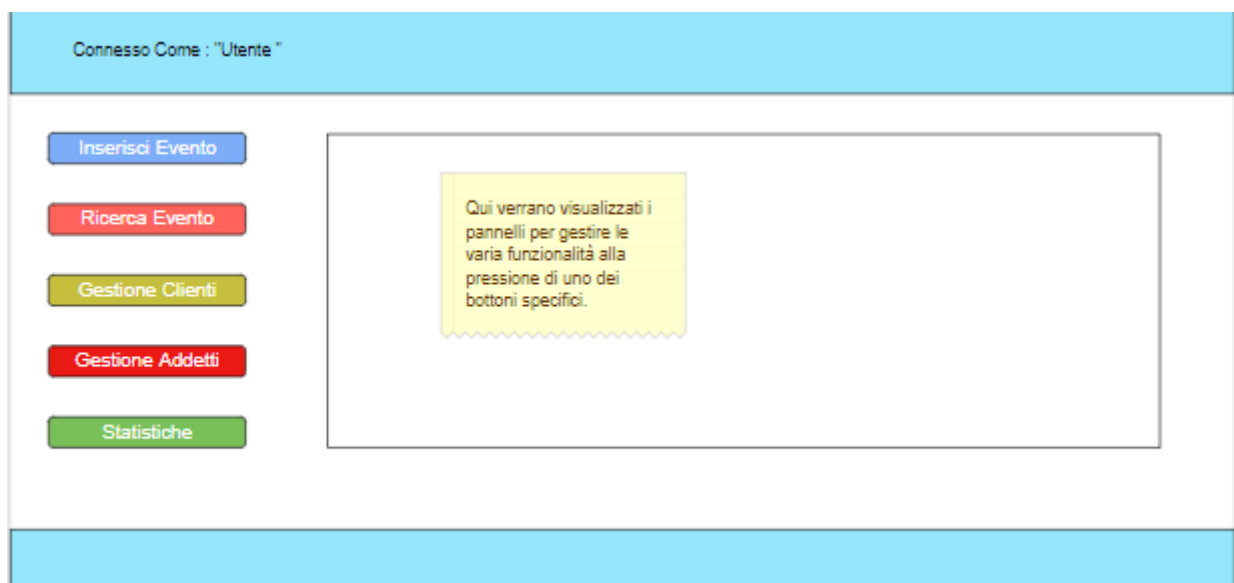 Connesso Come : "Utente "
Inserisci Evento
Ricerca Evento
Gestione Clienti
Gestione Addetti
Statistiche
Qui verrano visualizzati i
pannelli per gestire le
varia funzionalità alla
pressione di uno dei
bottoni specifici.